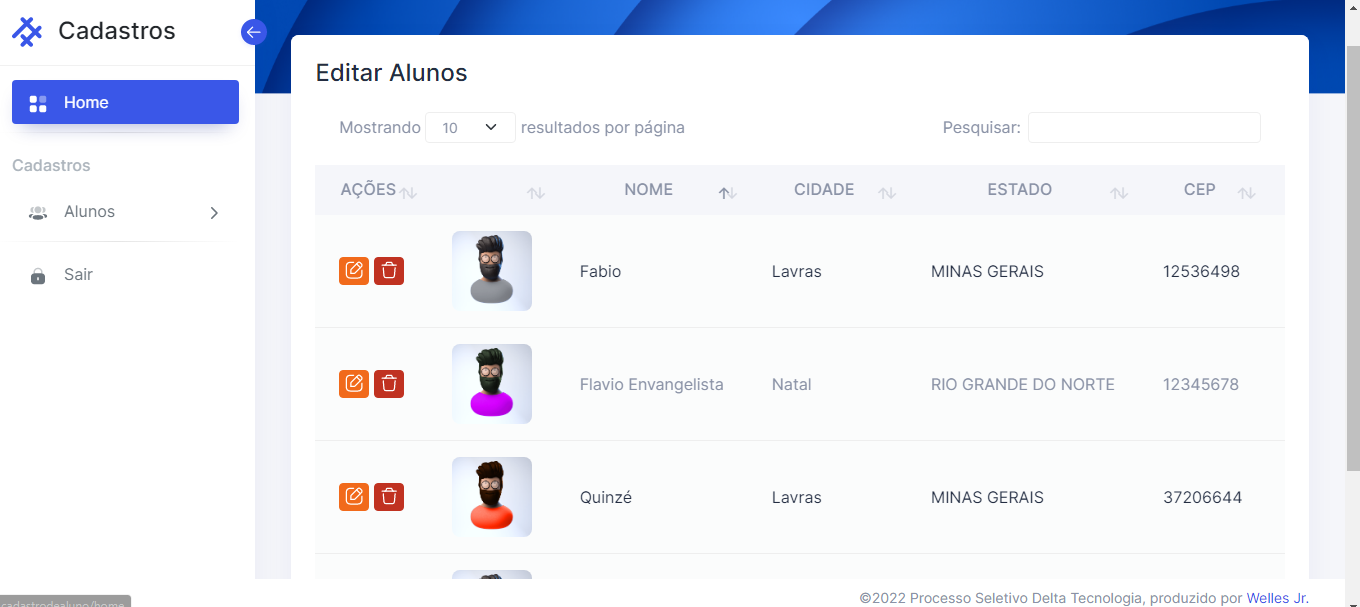 Cadastros
Home
Cadastros
Alunos
Sair
Editar Alunos
Mostrando 10 resultados por página
Pesquisar:
AÇÕES NOME CIDADE ESTADO CEP
Fabio Lavras MINAS GERAIS 12536498
Flavio Envangelista Natal RIO GRANDE DO NORTE 12345678
Quinzé Lavras MINAS GERAIS 37206644
©2022 Processo Seletivo Delta Tecnologia, produzido por Welles Jr.
cadastrodealuno/home